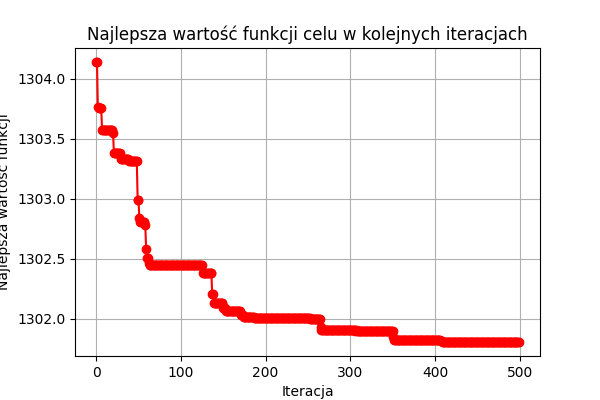 Najlepsza wartość funkcji celu w kolejnych iteracjach
1304.0
1303.5
1303.0
1302.5
1302.0
Najlepsza wartość funkcji
0 100 200 300 400 500
Iteracja